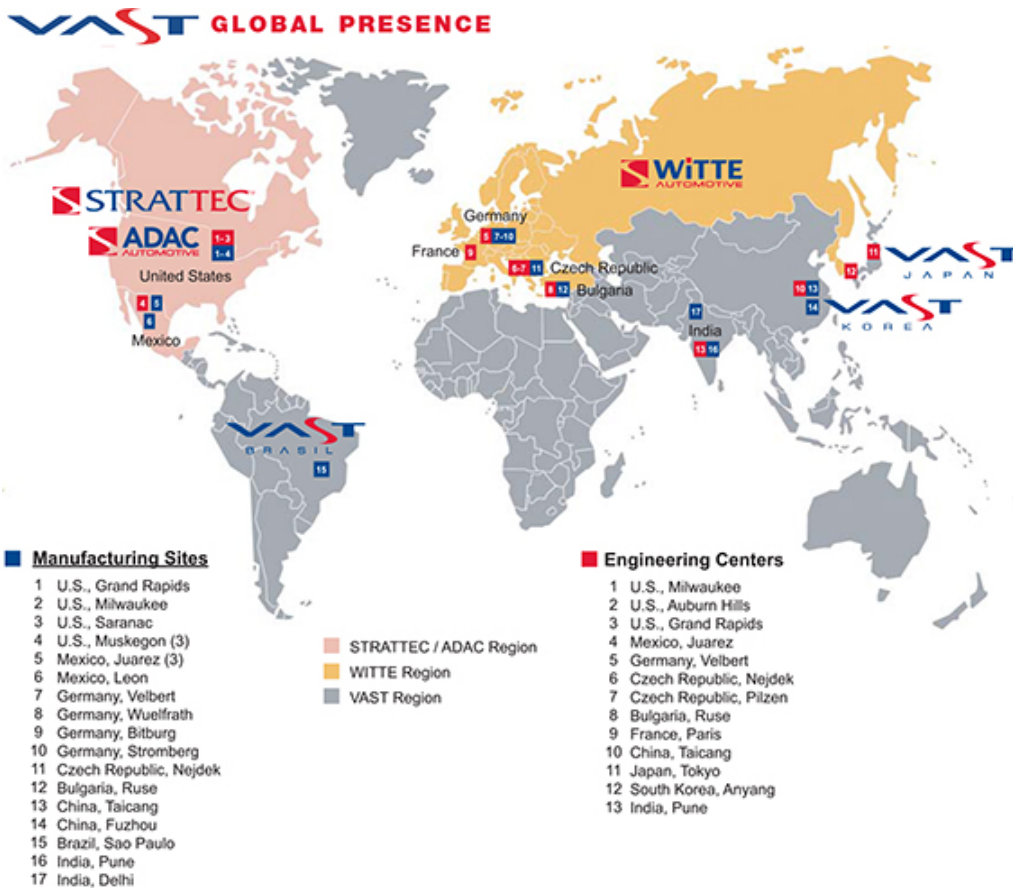 VAST GLOBAL PRESENCE
STRATTEC
ADAC
AUTOMOTIVE
1-3
1-4
United States
4 5
6
Mexico
WiTTE
AUTOMOTIVE
Germany
5 7-10
France 9
6-7 11 Czech Republic
8 12 Bulgaria
11 VAST
JAPAN
12
10 13
14 VAST
KOREA
17
India
13 16
VAST
BRASIL
15
Manufacturing Sites
1 U.S., Grand Rapids
2 U.S., Milwaukee
3 U.S., Saranac
4 U.S., Muskegon (3)
5 Mexico, Juarez (3)
6 Mexico, Leon
7 Germany, Velbert
8 Germany, Wuelfrath
9 Germany, Bitburg
10 Germany, Stromberg
11 Czech Republic, Nejdek
12 Bulgaria, Ruse
13 China, Taicang
14 China, Fuzhou
15 Brazil, Sao Paulo
16 India, Pune
17 India, Delhi
STRATTEC / ADAC Region
WITTE Region
VAST Region
Engineering Centers
1 U.S., Milwaukee
2 U.S., Auburn Hills
3 U.S., Grand Rapids
4 Mexico, Juarez
5 Germany, Velbert
6 Czech Republic, Nejdek
7 Czech Republic, Pilzen
8 Bulgaria, Ruse
9 France, Paris
10 China, Taicang
11 Japan, Tokyo
12 South Korea, Anyang
13 India, Pune